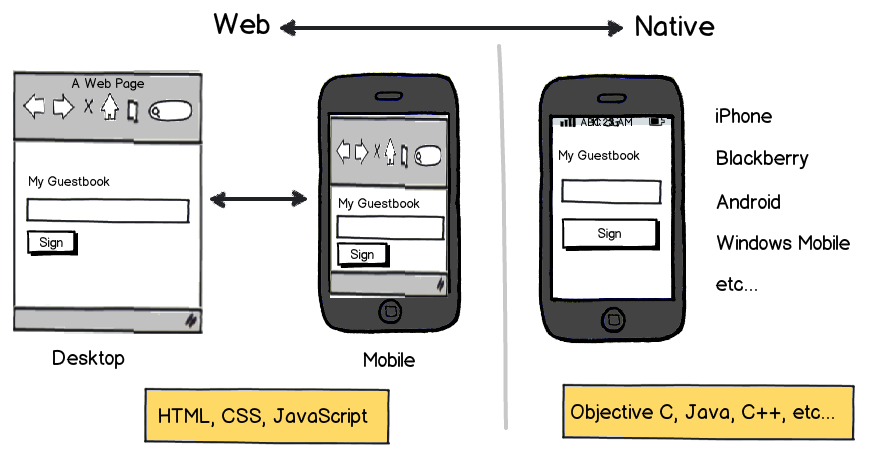 Web
Native
A Web Page
X
My Guestbook
Sign
Desktop
X
My Guestbook
Sign
Mobile
My Guestbook
Sign
iPhone
Blackberry
Android
Windows Mobile
etc...
HTML, CSS, JavaScript
Objective C, Java, C++, etc...